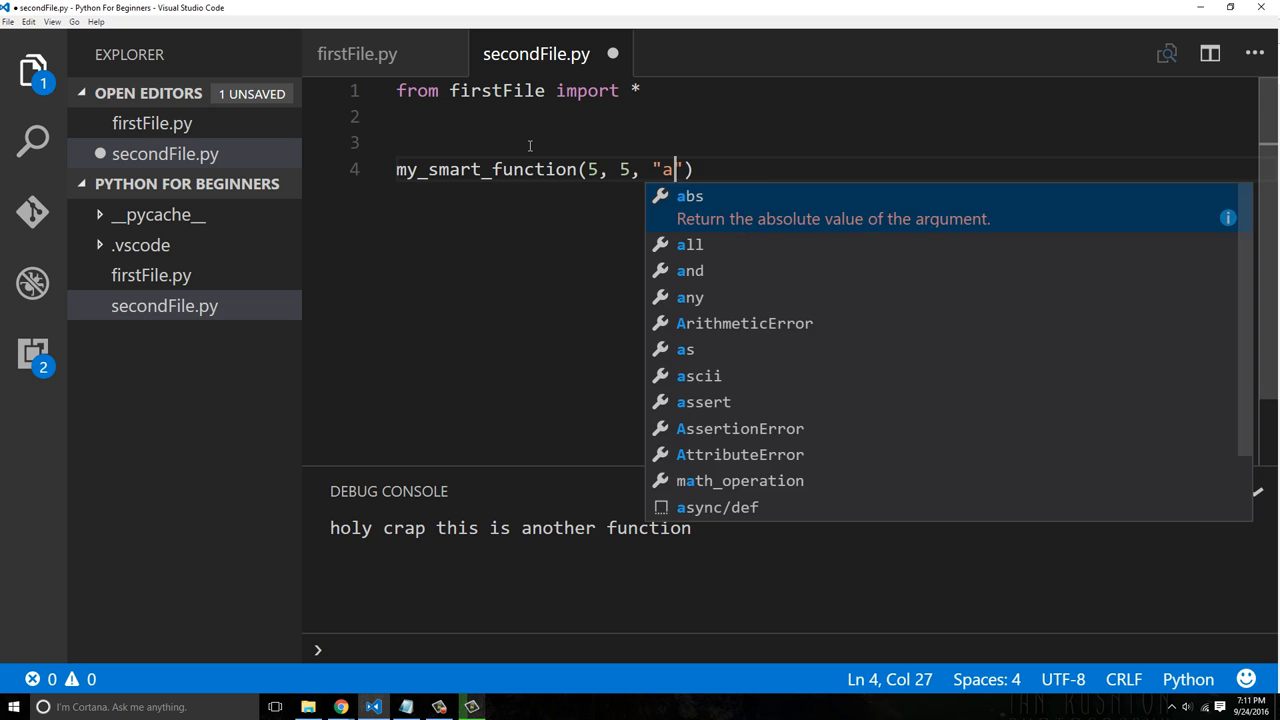 secondFile.py - Python For Beginners - Visual Studio Code
File Edit View Go Help
EXPLORER
OPEN EDITORS 1 UNSAVED
firstFile.py
secondFile.py
PYTHON FOR BEGINNERS
__pycache__
.vscode
firstFile.py
secondFile.py
1
2
firstFile.py secondFile.py
1 from firstFile import *
2
3
4 my_smart_function(5, 5, "a")
abs
Return the absolute value of the argument.
all
and
any
ArithmeticError
as
ascii
assert
AssertionError
AttributeError
math_operation
async/def
DEBUG CONSOLE
holy crap this is another function
0 0 Ln 4, Col 27 Spaces: 4 UTF-8 CRLF Python
I'm Cortana. Ask me anything.
7:11 PM
9/24/2016